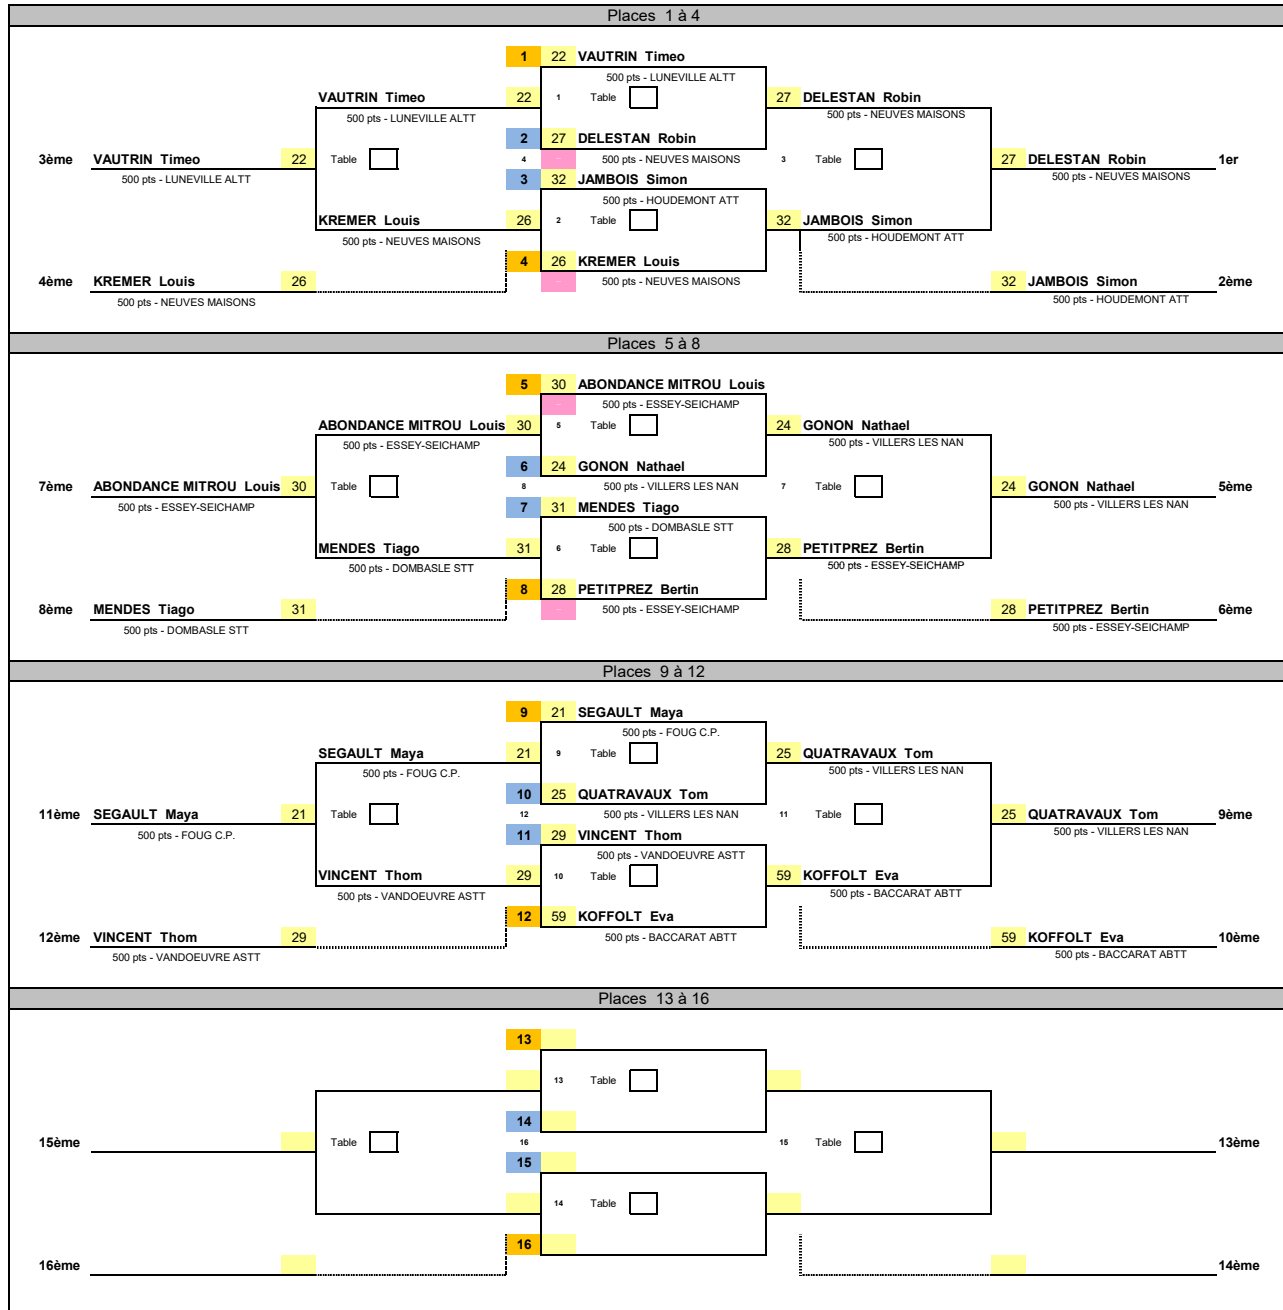 Places 1 à 4
1 22 VAUTRIN Timeo
500 pts - LUNEVILLE ALTT
VAUTRIN Timeo 22 1 Table 27 DELESTAN Robin
500 pts - LUNEVILLE ALTT 500 pts - NEUVES MAISONS
2 27 DELESTAN Robin
3ème VAUTRIN Timeo 22 Table 4 500 pts - NEUVES MAISONS 3 Table 27 DELESTAN Robin 1er
500 pts - LUNEVILLE ALTT 3 32 JAMBOIS Simon 500 pts - NEUVES MAISONS
500 pts - HOUDEMONT ATT
KREMER Louis 26 2 Table 32 JAMBOIS Simon
500 pts - NEUVES MAISONS 500 pts - HOUDEMONT ATT
4 26 KREMER Louis
4ème KREMER Louis 26 500 pts - NEUVES MAISONS 32 JAMBOIS Simon 2ème
500 pts - NEUVES MAISONS 500 pts - HOUDEMONT ATT
Places 5 à 8
5 30 ABONDANCE MITROU Louis
500 pts - ESSEY-SEICHAMP
ABONDANCE MITROU Louis 30 5 Table 24 GONON Nathael
500 pts - ESSEY-SEICHAMP 500 pts - VILLERS LES NAN
6 24 GONON Nathael
7ème ABONDANCE MITROU Louis 30 Table 8 500 pts - VILLERS LES NAN 7 Table 24 GONON Nathael 5ème
500 pts - ESSEY-SEICHAMP 7 31 MENDES Tiago 500 pts - VILLERS LES NAN
500 pts - DOMBASLE STT
MENDES Tiago 31 6 Table 28 PETITPREZ Bertin
500 pts - DOMBASLE STT 500 pts - ESSEY-SEICHAMP
8 28 PETITPREZ Bertin
8ème MENDES Tiago 31 500 pts - ESSEY-SEICHAMP 28 PETITPREZ Bertin 6ème
500 pts - DOMBASLE STT 500 pts - ESSEY-SEICHAMP
Places 9 à 12
9 21 SEGAULT Maya
500 pts - FOUG C.P.
SEGAULT Maya 21 9 Table 25 QUATRAVAUX Tom
500 pts - FOUG C.P. 500 pts - VILLERS LES NAN
10 25 QUATRAVAUX Tom
11ème SEGAULT Maya 21 Table 12 500 pts - VILLERS LES NAN 11 Table 25 QUATRAVAUX Tom 9ème
500 pts - FOUG C.P. 11 29 VINCENT Thom 500 pts - VILLERS LES NAN
500 pts - VANDOEUVRE ASTT
VINCENT Thom 29 10 Table 59 KOFFOLT Eva
500 pts - VANDOEUVRE ASTT 500 pts - BACCARAT ABTT
12 59 KOFFOLT Eva
12ème VINCENT Thom 29 500 pts - BACCARAT ABTT 59 KOFFOLT Eva 10ème
500 pts - VANDOEUVRE ASTT 500 pts - BACCARAT ABTT
Places 13 à 16
13
13 Table
14
15ème Table 16 15 Table 13ème
15
14 Table
16
16ème 14ème